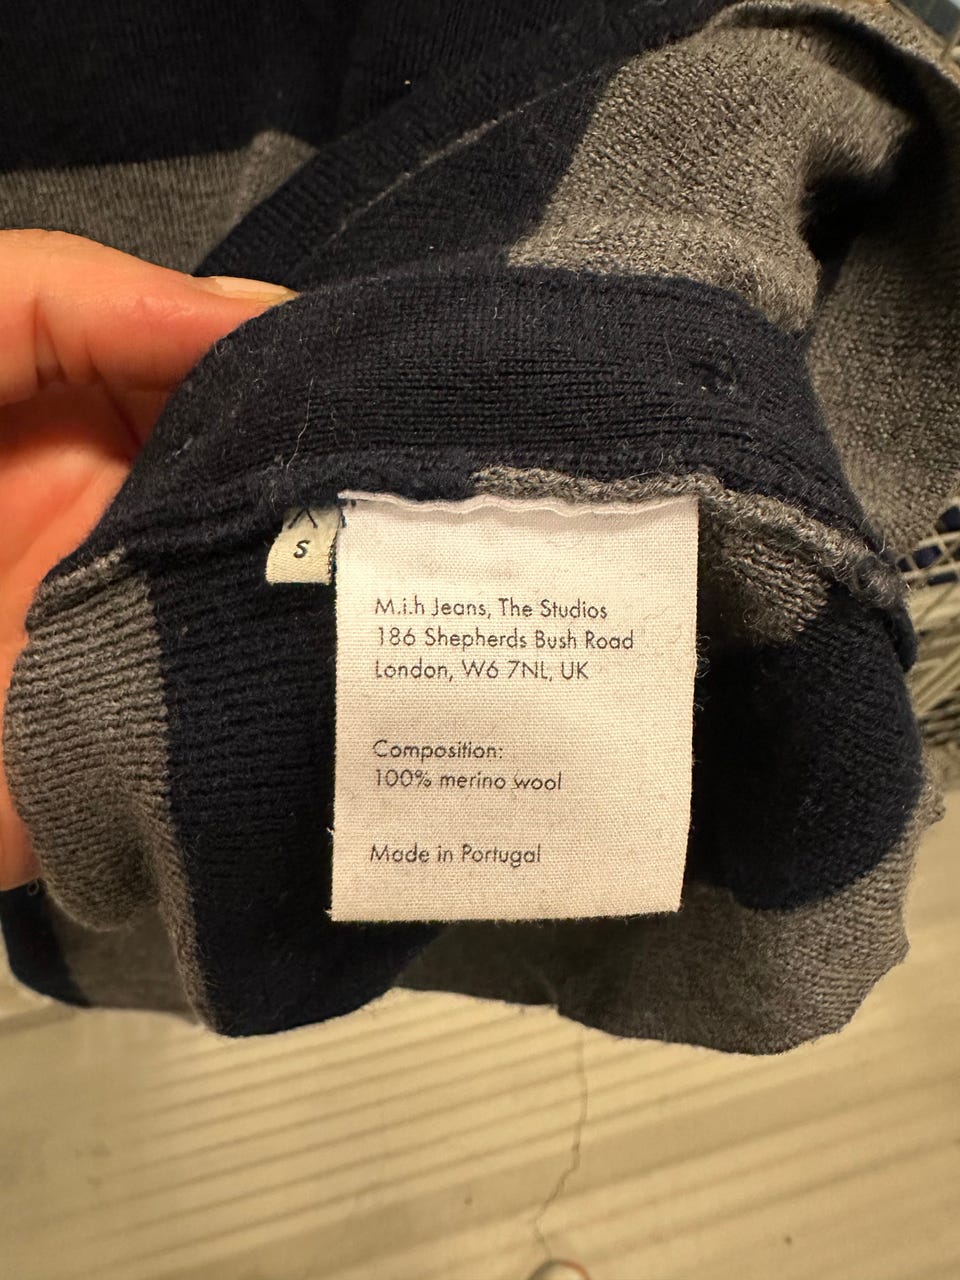 S
M.i.h Jeans, The Studios
186 Shepherds Bush Road
London, W6 7NL, UK
Composition:
100% merino wool
Made in Portugal